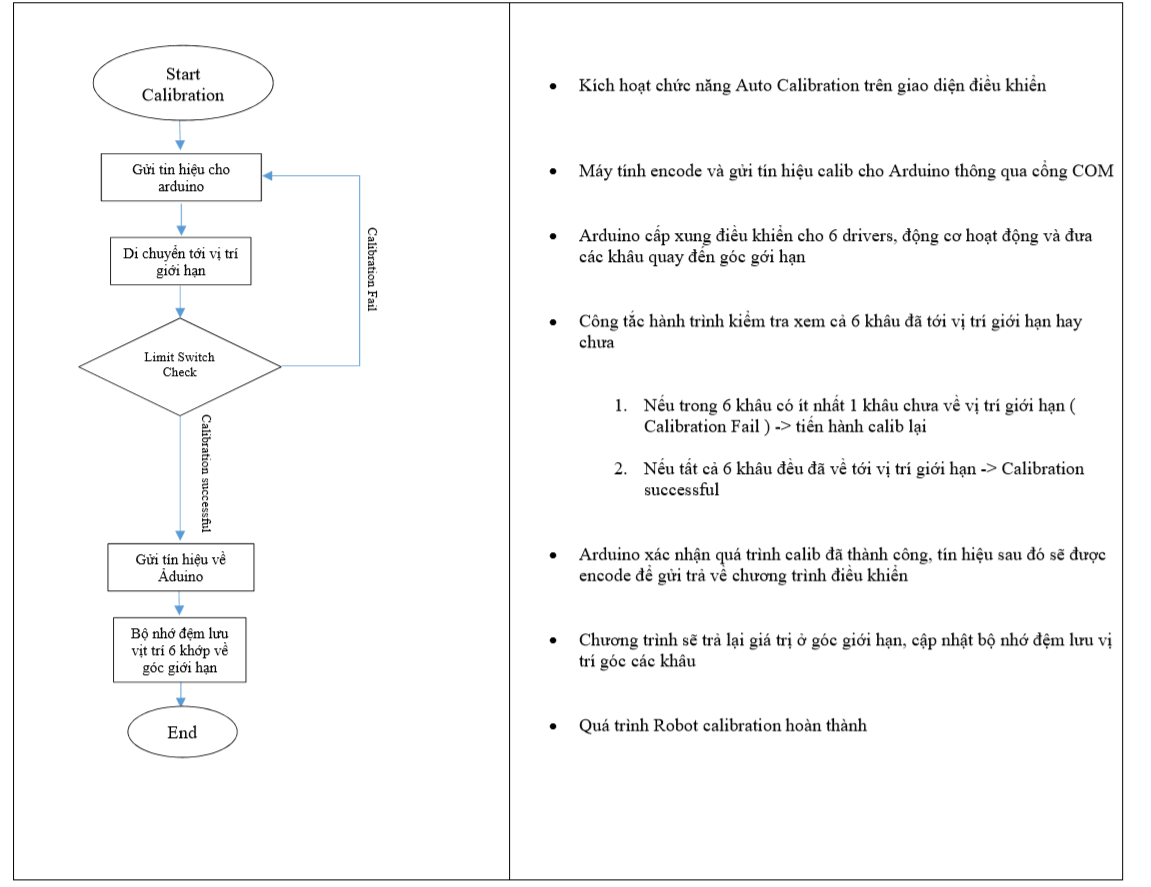 Start
Calibration
Gửi tin hiệu cho
arduino
Di chuyển tới vị trí
giới hạn
Calibration Fail
Limit Switch
Check
Calibration successful
Gửi tín hiệu về
Ảduino
Bộ nhớ đệm lưu
vịt trí 6 khớp về
góc giới hạn
End
• Kích hoạt chức năng Auto Calibration trên giao diện điều khiển
• Máy tính encode và gửi tín hiệu calib cho Arduino thông qua cổng COM
• Arduino cấp xung điều khiển cho 6 drivers, động cơ hoạt động và đưa
các khâu quay đến góc gới hạn
• Công tắc hành trình kiểm tra xem cả 6 khâu đã tới vị trí giới hạn hay
chưa
1. Nếu trong 6 khâu có ít nhất 1 khâu chưa về vị trí giới hạn (
Calibration Fail ) -> tiến hành calib lại
2. Nếu tất cả 6 khâu đều đã về tới vị trí giới hạn -> Calibration
successful
• Arduino xác nhận quá trình calib đã thành công, tín hiệu sau đó sẽ được
encode để gửi trả về chương trình điều khiển
• Chương trình sẽ trả lại giá trị ở góc giới hạn, cập nhật bộ nhớ đệm lưu vị
trí góc các khâu
• Quá trình Robot calibration hoàn thành